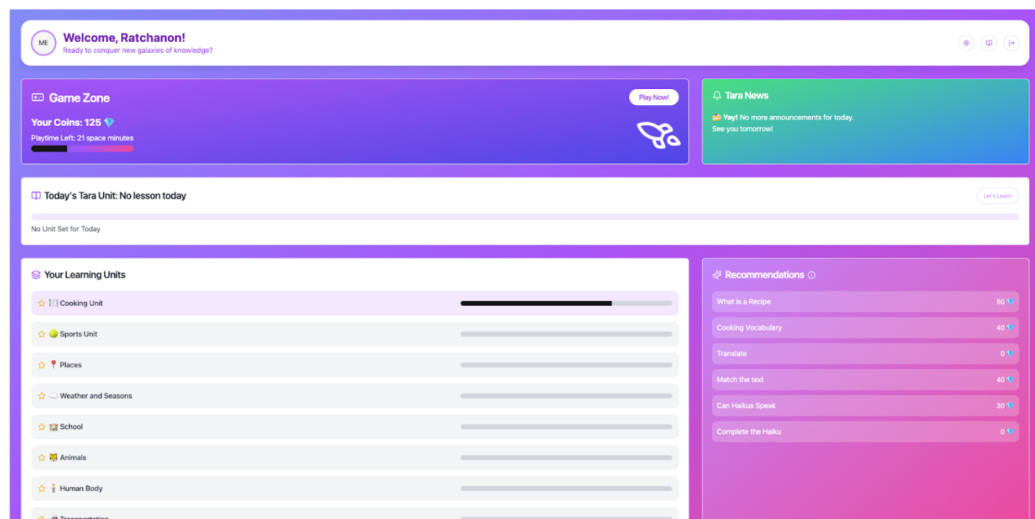 ME
Welcome, Ratchanon!
Ready to conquer new galaxies of knowledge?
Game Zone
Play Now!
Your Coins: 125 💎
Playtime Left: 21 space minutes
Tara News
🎉 Yay! No more announcements for today.
See you tomorrow!
Today's Tara Unit: No lesson today
Let's Learn!
No Unit Set for Today
Your Learning Units
Cooking Unit
Sports Unit
Places
Weather and Seasons
School
Animals
Human Body
Transportation
Recommendations
What is a Recipe 50 💎
Cooking Vocabulary 40 💎
Translate 0 💎
Match the text 40 💎
Can Haikus Speak 30 💎
Complete the Haiku 0 💎